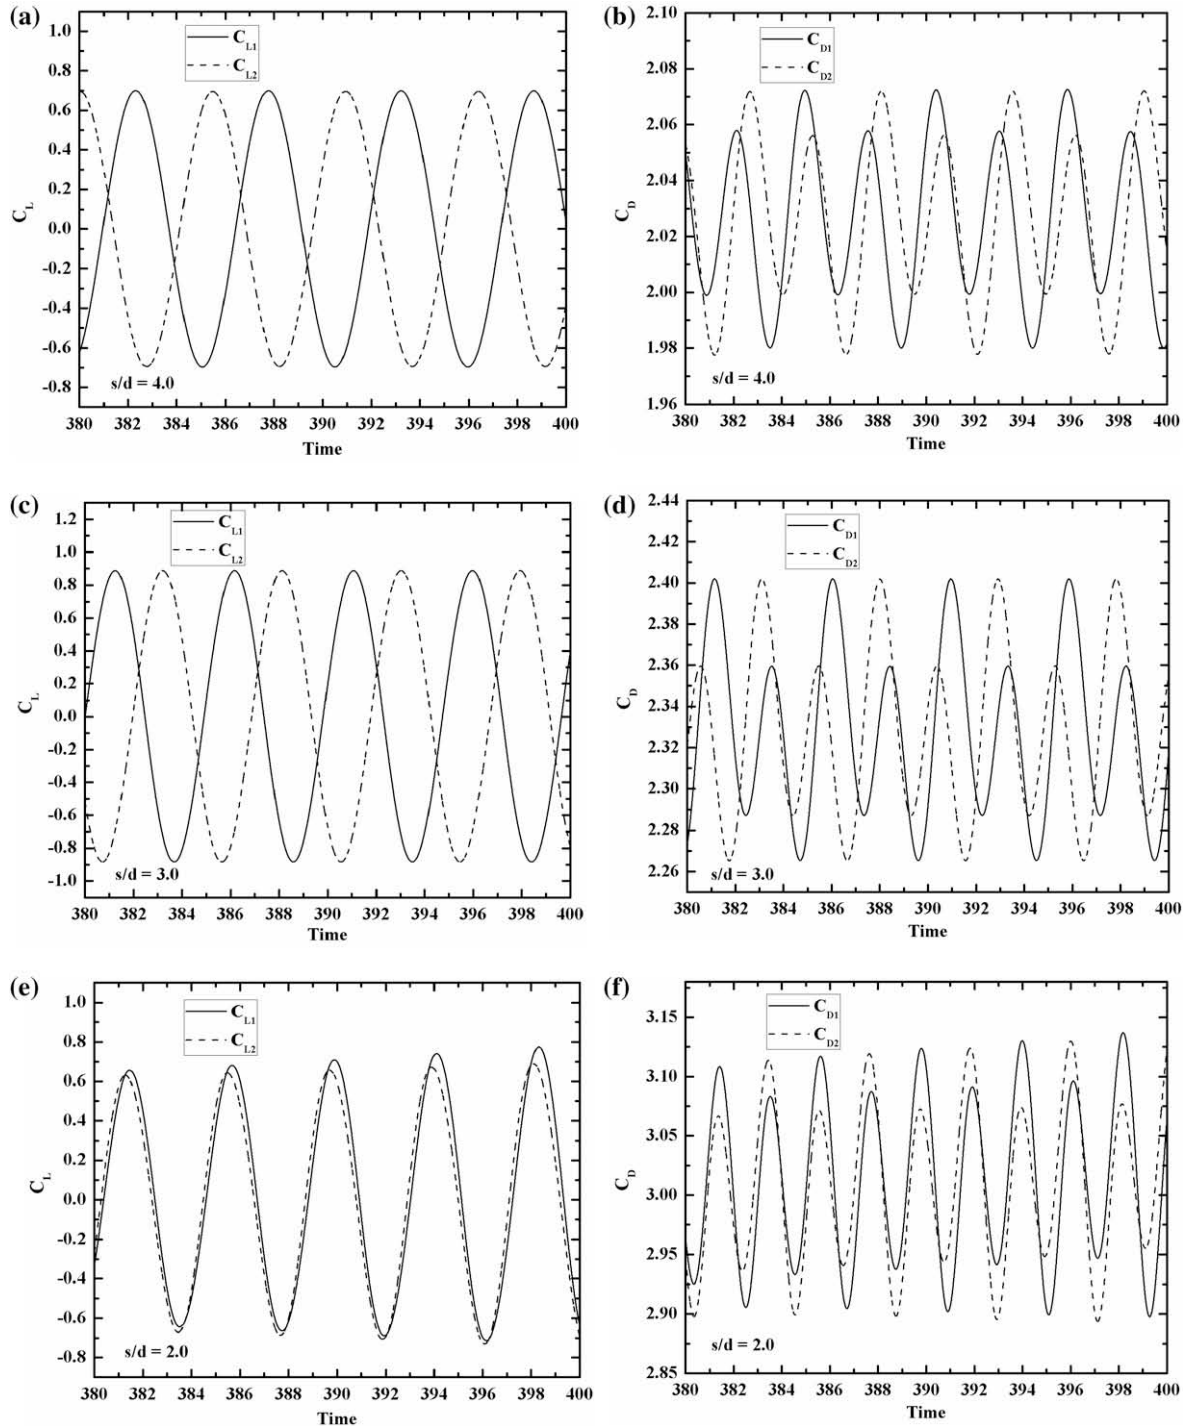 (a)
1.0
0.8
0.6
0.4
0.2
0.0
-0.2
-0.4
-0.6
-0.8
C_L
C_L1
C_L2
s/d = 4.0
380 382 384 386 388 390 392 394 396 398 400
Time
(b)
2.10
2.08
2.06
2.04
2.02
2.00
1.98
1.96
C_D
C_D1
C_D2
s/d = 4.0
380 382 384 386 388 390 392 394 396 398 400
Time
(c)
1.2
1.0
0.8
0.6
0.4
0.2
0.0
-0.2
-0.4
-0.6
-0.8
-1.0
C_L
C_L1
C_L2
s/d = 3.0
380 382 384 386 388 390 392 394 396 398 400
Time
(d)
2.44
2.42
2.40
2.38
2.36
2.34
2.32
2.30
2.28
2.26
C_D
C_D1
C_D2
s/d = 3.0
380 382 384 386 388 390 392 394 396 398 400
Time
(e)
1.0
0.8
0.6
0.4
0.2
0.0
-0.2
-0.4
-0.6
-0.8
C_L
C_L1
C_L2
s/d = 2.0
380 382 384 386 388 390 392 394 396 398 400
Time
(f)
3.15
3.10
3.05
3.00
2.95
2.90
2.85
C_D
C_D1
C_D2
s/d = 2.0
380 382 384 386 388 390 392 394 396 398 400
Time